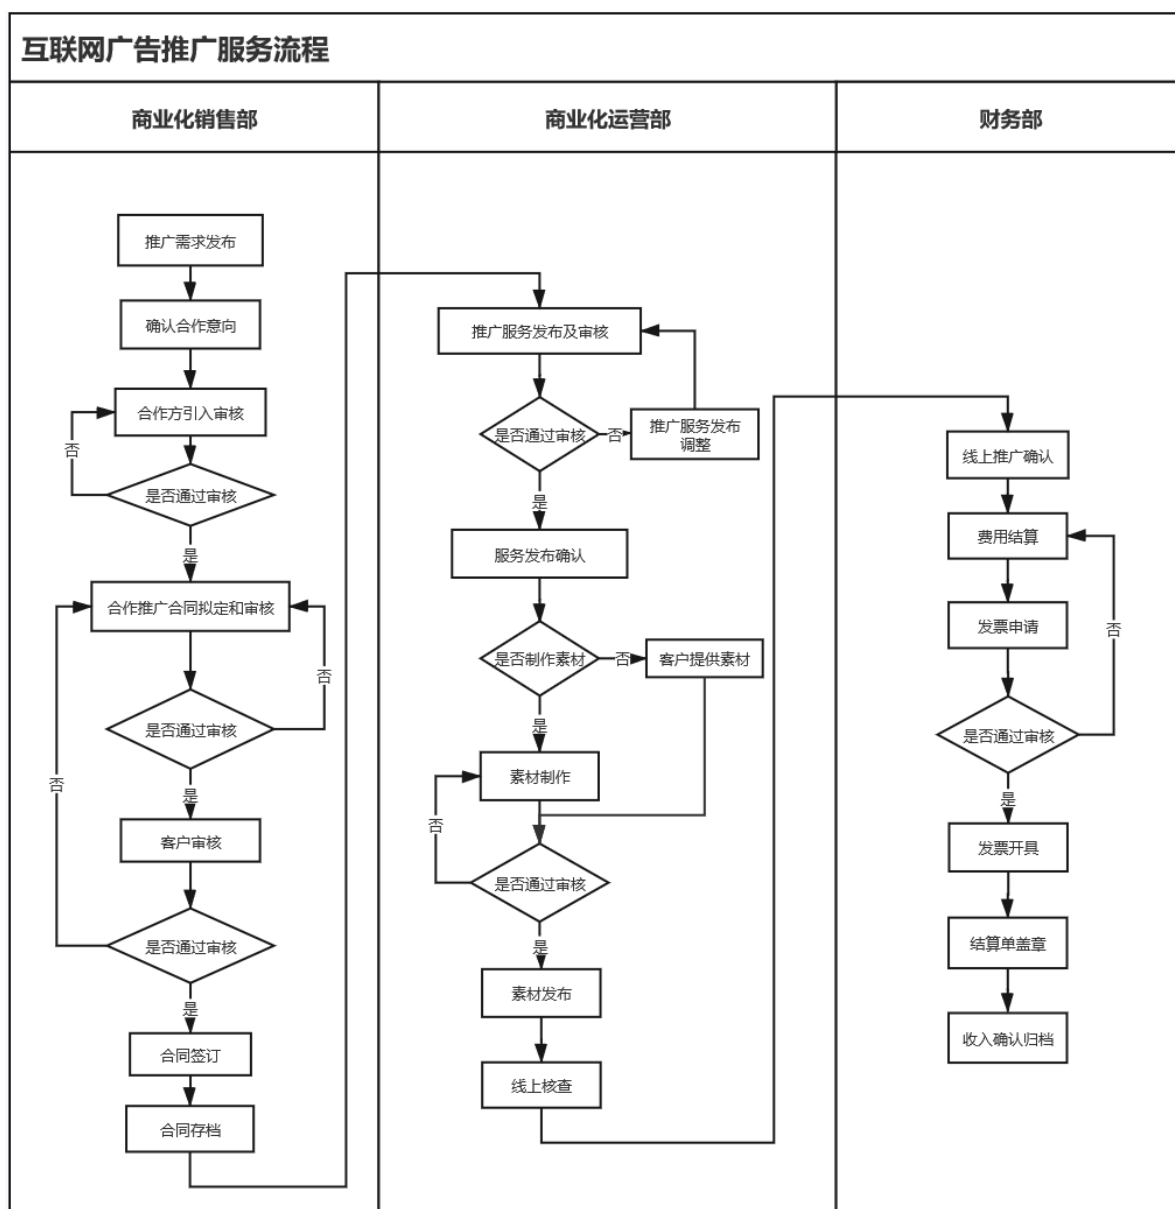 互联网广告推广服务流程
商业化销售部
商业化运营部
财务部
推广需求发布
确认合作意向
合作方引入审核
否
是否通过审核
是
合作推广合同拟定和审核
否
是否通过审核
否
是
客户审核
是否通过审核
是
合同签订
合同存档
推广服务发布及审核
是否通过审核
否
推广服务发布
调整
是
服务发布确认
是否制作素材
否
客户提供素材
是
素材制作
否
是否通过审核
是
素材发布
线上核查
线上推广确认
费用结算
发票申请
否
是否通过审核
是
发票开具
结算单盖章
收入确认归档